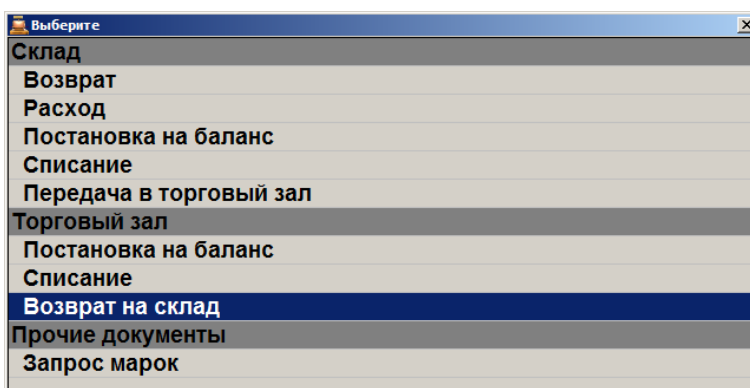 Выберите
Склад
Возврат
Расход
Постановка на баланс
Списание
Передача в торговый зал
Торговый зал
Постановка на баланс
Списание
Возврат на склад
Прочие документы
Запрос марок